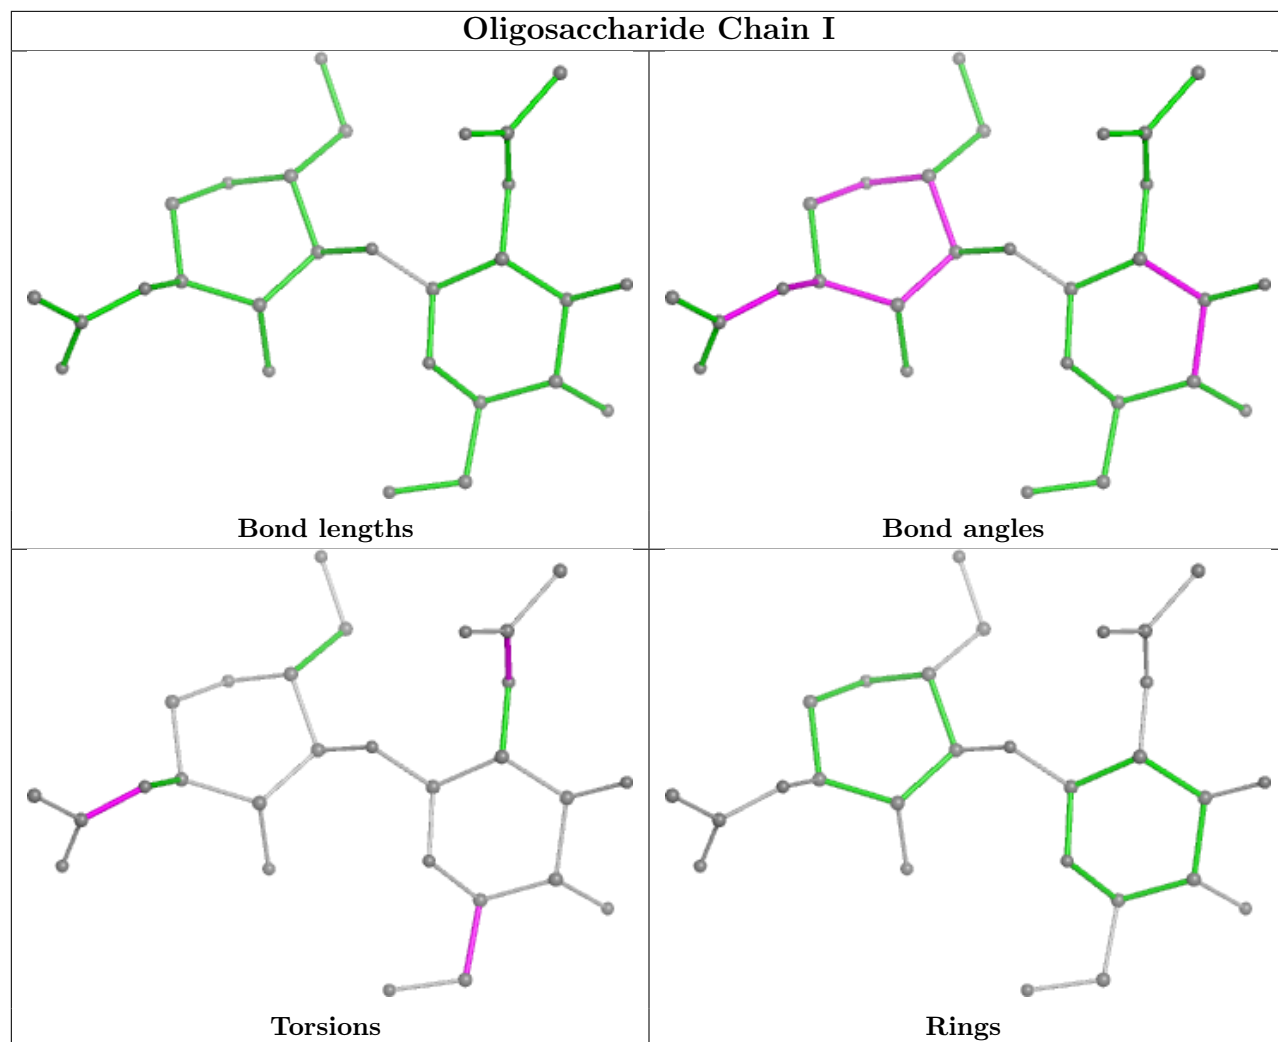 Oligosaccharide Chain I
Bond lengths
Bond angles
Torsions
Rings